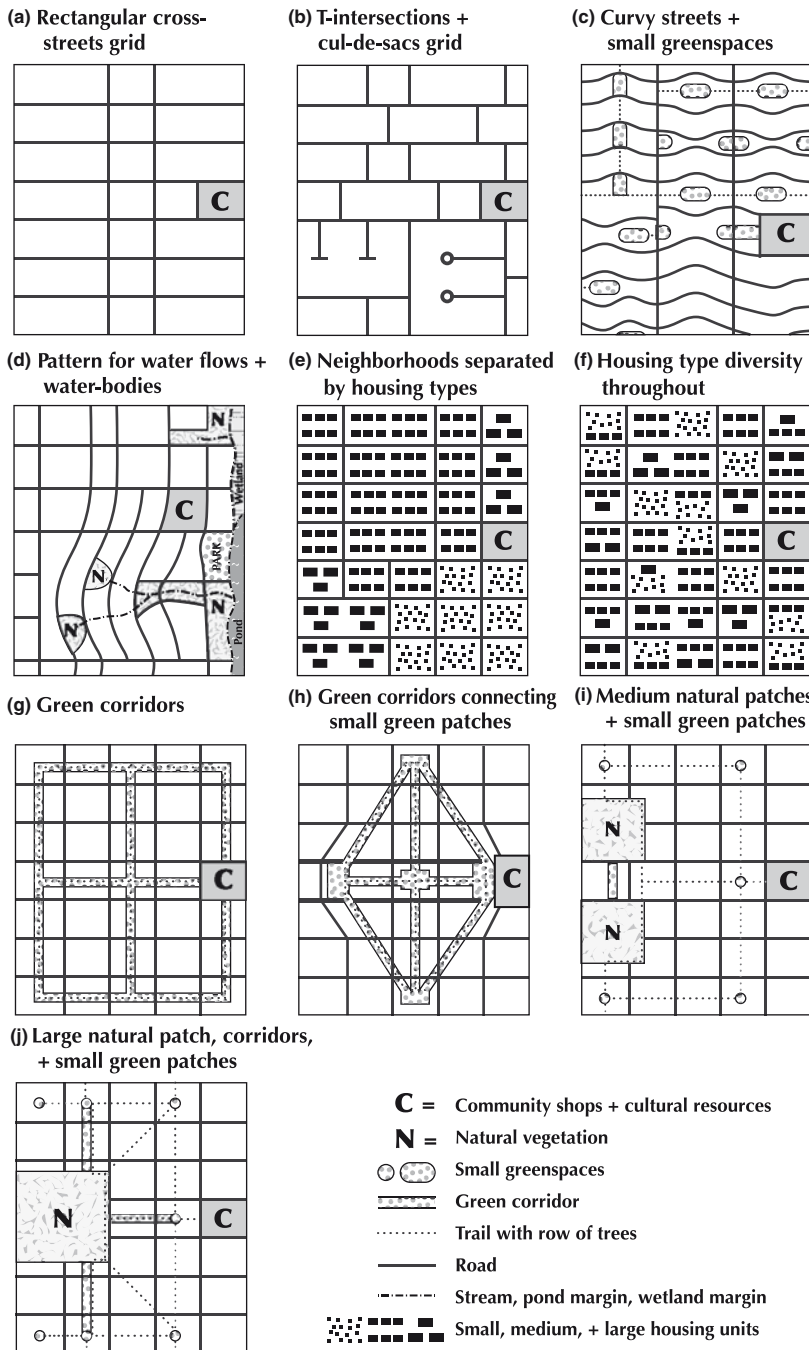 (a) Rectangular cross-
streets grid
(b) T-intersections +
cul-de-sacs grid
(c) Curvy streets +
small greenspaces
C
C
C
(d) Pattern for water flows +
water-bodies
(e) Neighborhoods separated
by housing types
(f) Housing type diversity
throughout
N
Wetland
C
PARK
N
N
N
Pond
C
C
(g) Green corridors
(h) Green corridors connecting
small green patches
(i) Medium natural patches
+ small green patches
C
C
N
C
N
(j) Large natural patch, corridors,
+ small green patches
N
C
C = Community shops + cultural resources
N = Natural vegetation
Small greenspaces
Green corridor
Trail with row of trees
Road
Stream, pond margin, wetland margin
Small, medium, + large housing units